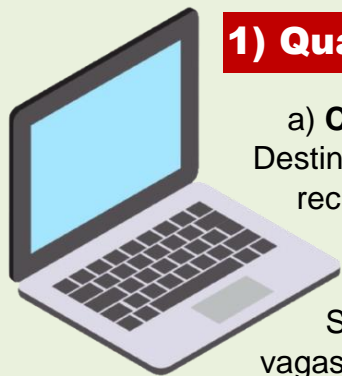 1) Qua
a) C
Destin
rec
S
vagas